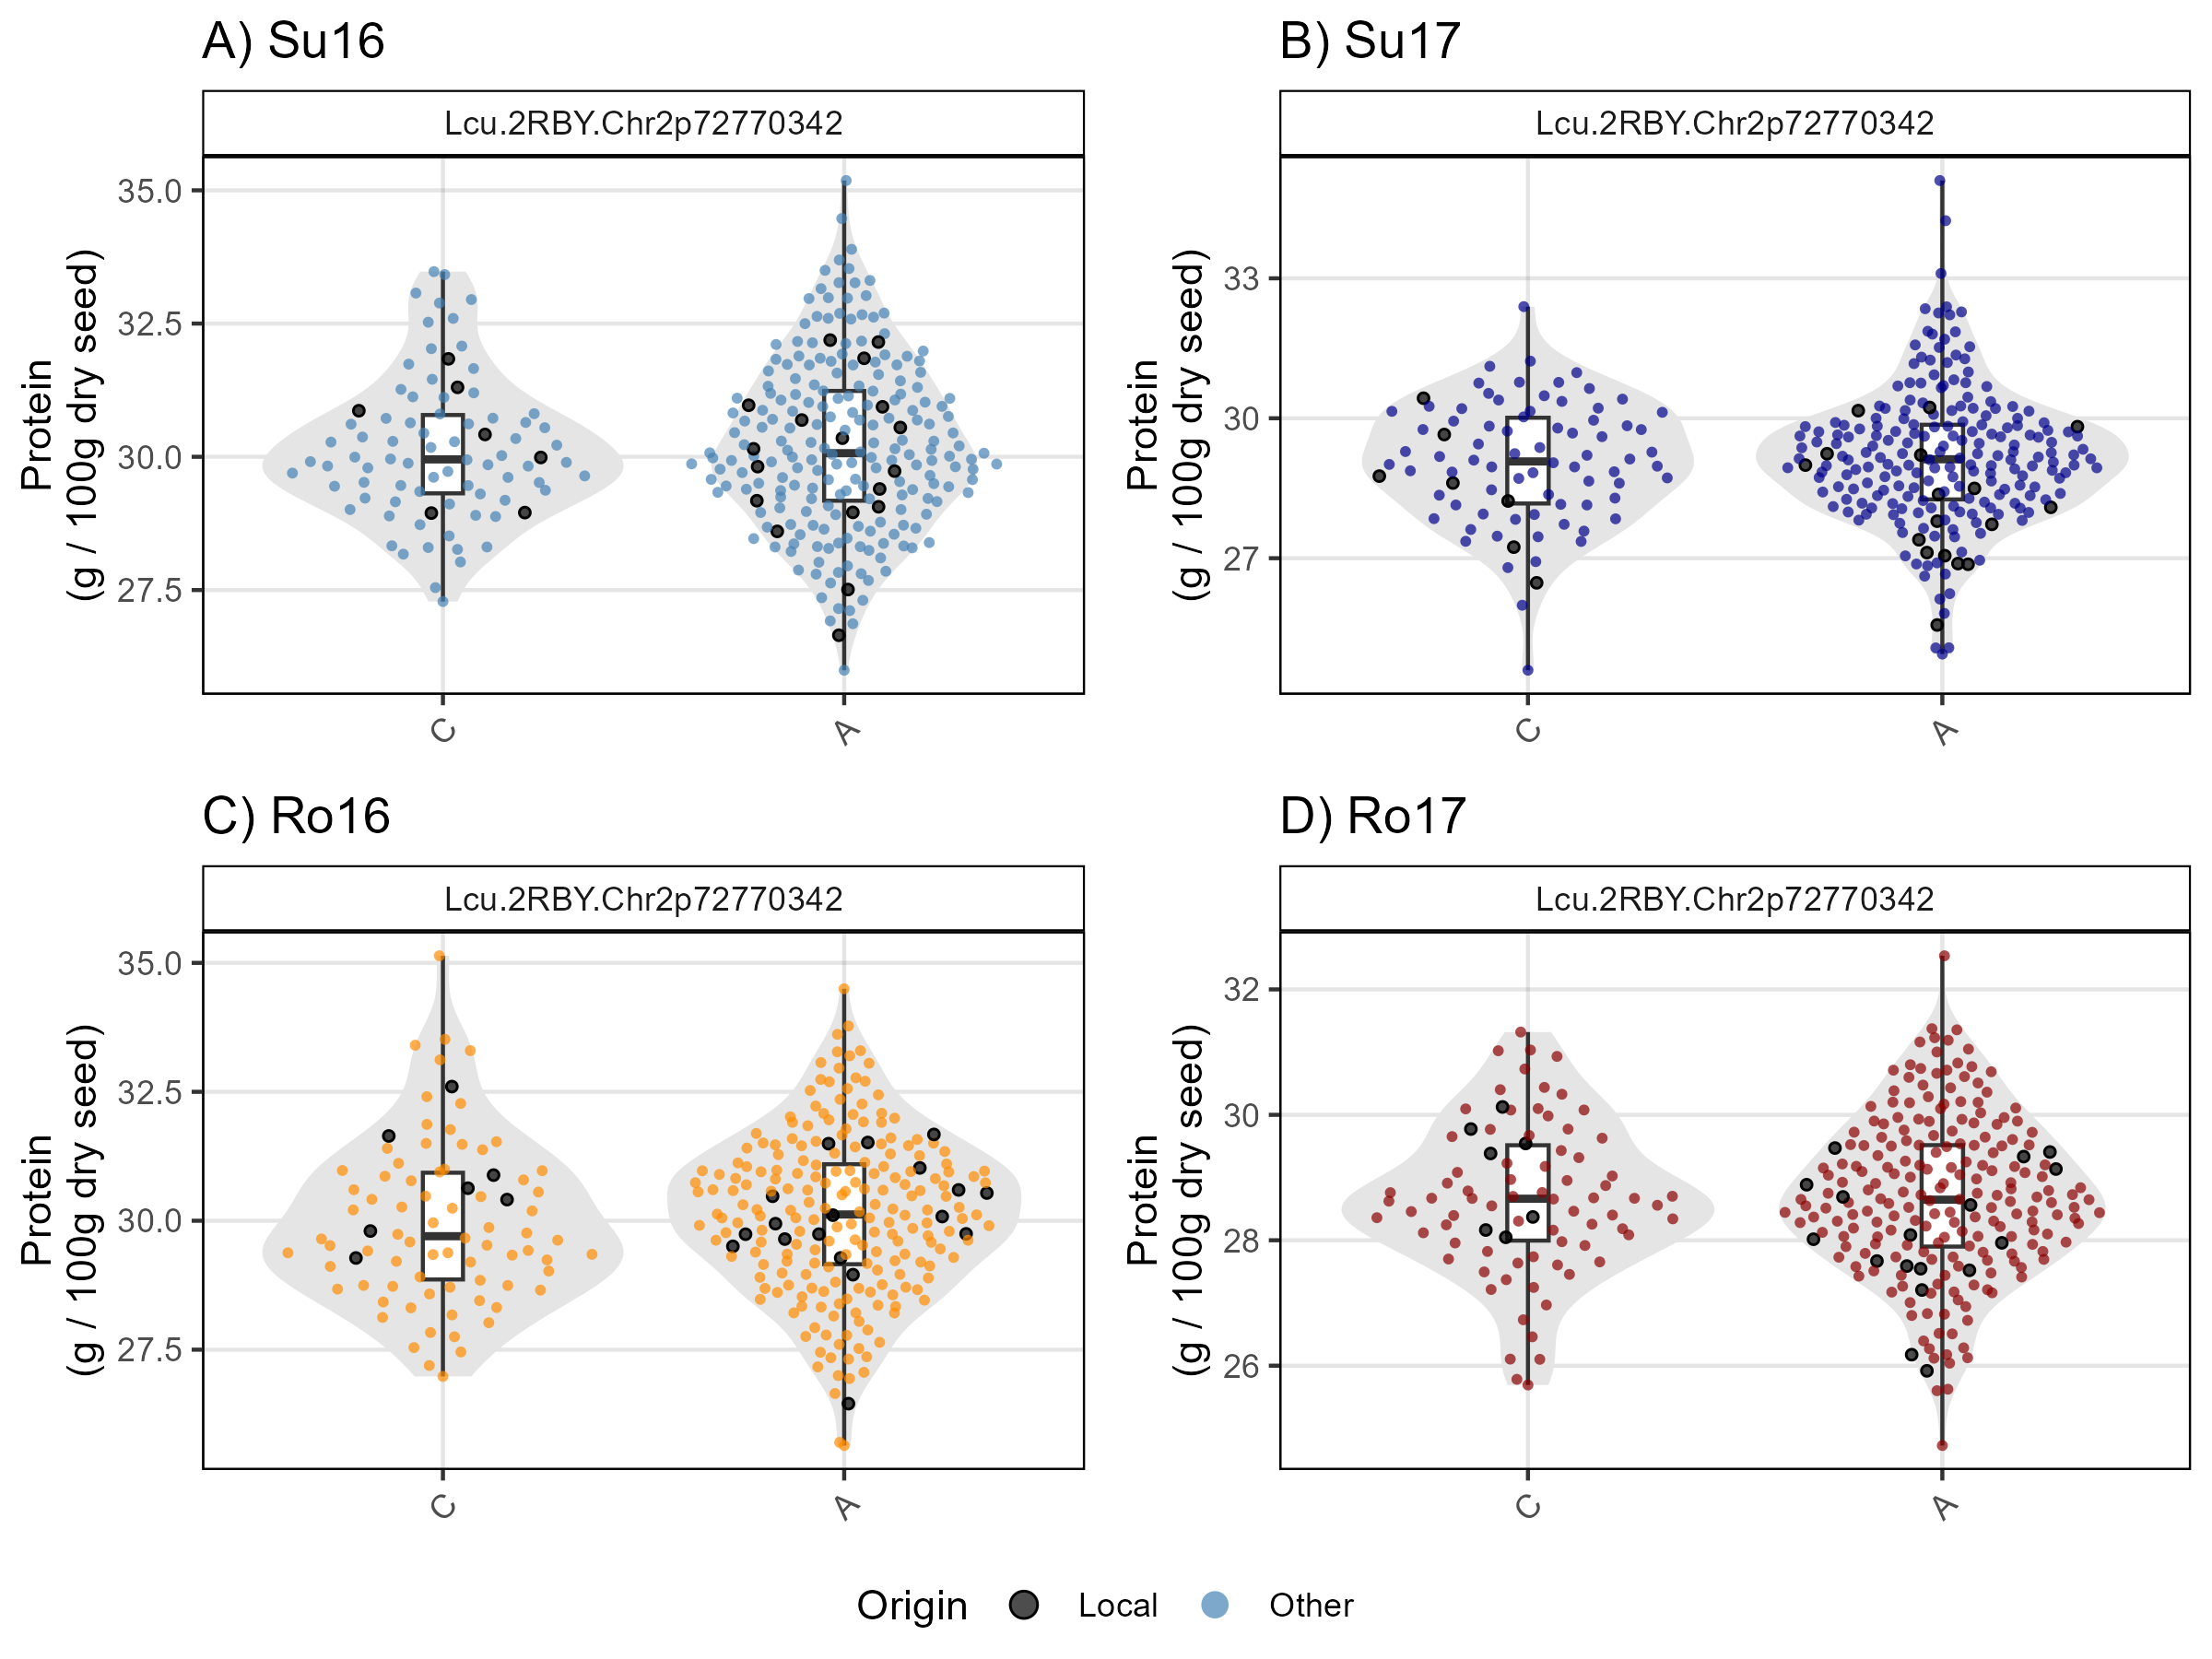 A) Su16
Lcu.2RBY.Chr2p72770342
Protein
(g / 100g dry seed)
35.0
32.5
30.0
27.5
C
A
B) Su17
Lcu.2RBY.Chr2p72770342
Protein
(g / 100g dry seed)
33
30
27
C
A
C) Ro16
Lcu.2RBY.Chr2p72770342
Protein
(g / 100g dry seed)
35.0
32.5
30.0
27.5
C
A
D) Ro17
Lcu.2RBY.Chr2p72770342
Protein
(g / 100g dry seed)
32
30
28
26
C
A
Origin Local Other